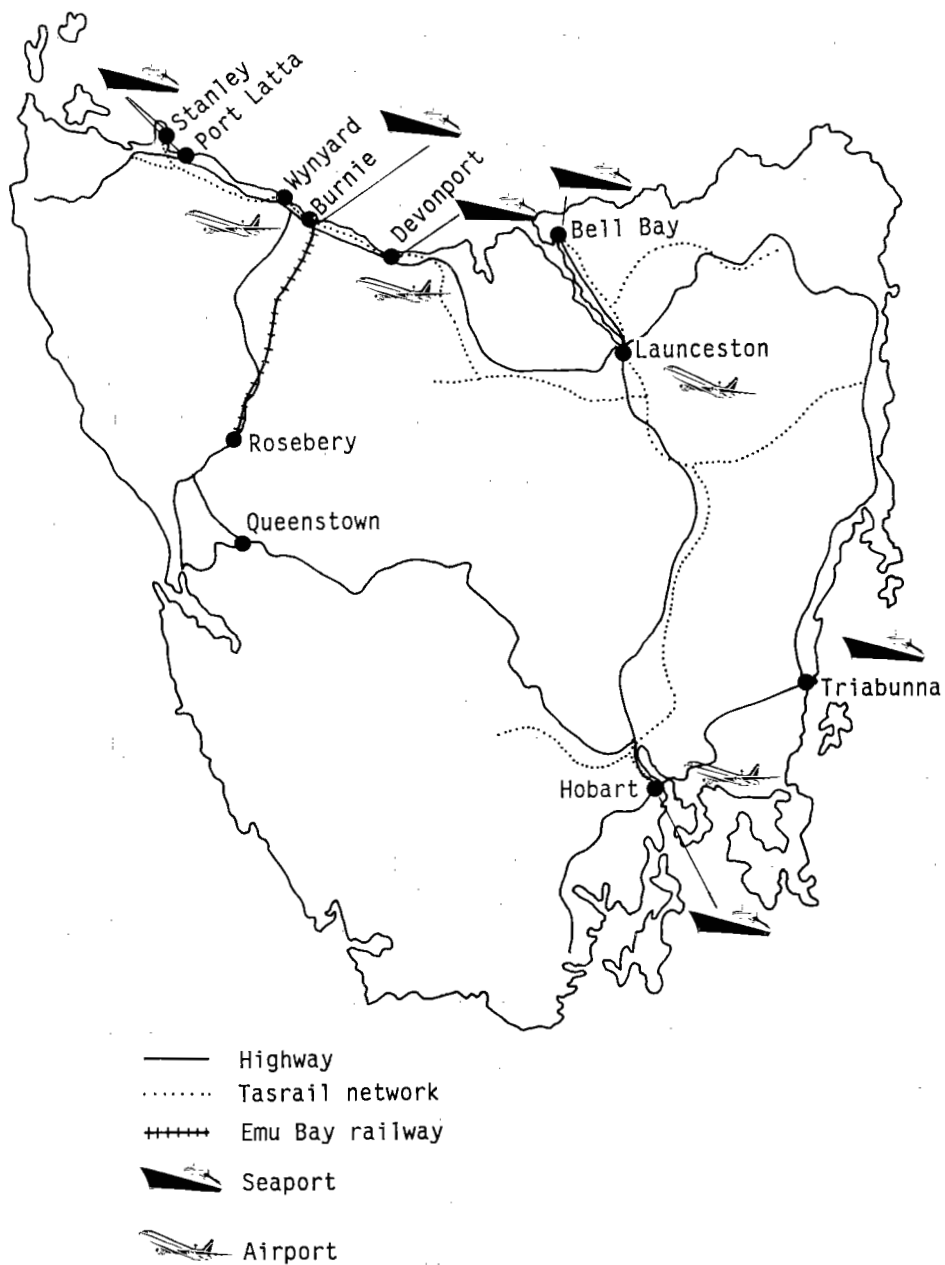 Stanley
Port Latta
Wynyard
Burnie
Devonport
Bell Bay
Launceston
Rosebery
Queenstown
Triabunna
Hobart
Highway
Tasrail network
Emu Bay railway
Seaport
Airport